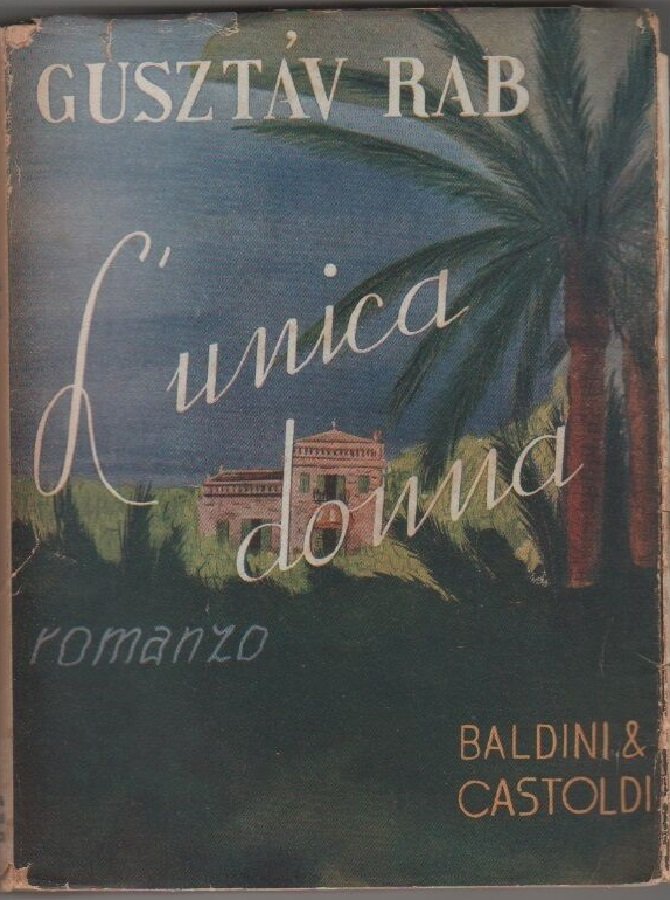 GUSZTÁV RAB
L'unica
donna
romanzo
BALDINI &
CASTOLDI